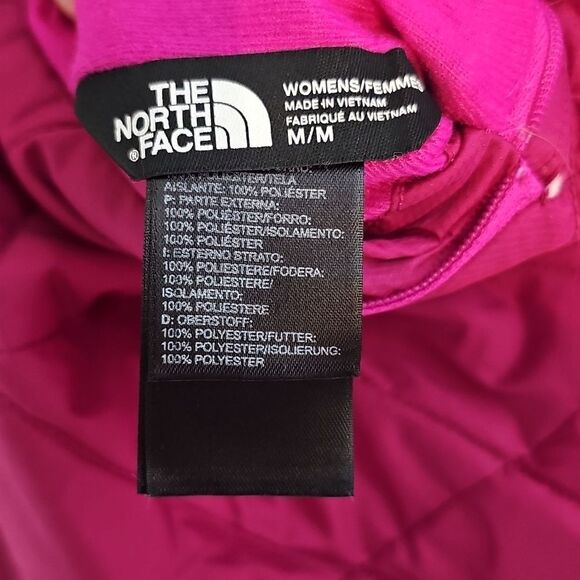 THE
NORTH
FACE®
WOMENS/FEMMES
MADE IN VIETNAM
FABRIQUÉ AU VIETNAM
M/M
AISLANTE: 100% POLIÉSTER
P: PARTE EXTERNA:
100% POLIÉSTER/FORRO:
100% POLIÉSTER/ISOLAMENTO:
100% POLIÉSTER
I: ESTERNO STRATO:
100% POLIESTERE/FODERA:
100% POLIESTERE/
ISOLAMENTO:
100% POLIESTERE
D: OBERSTOFF:
100% POLYESTER/FUTTER:
100% POLYESTER/ISOLIERUNG:
100% POLYESTER